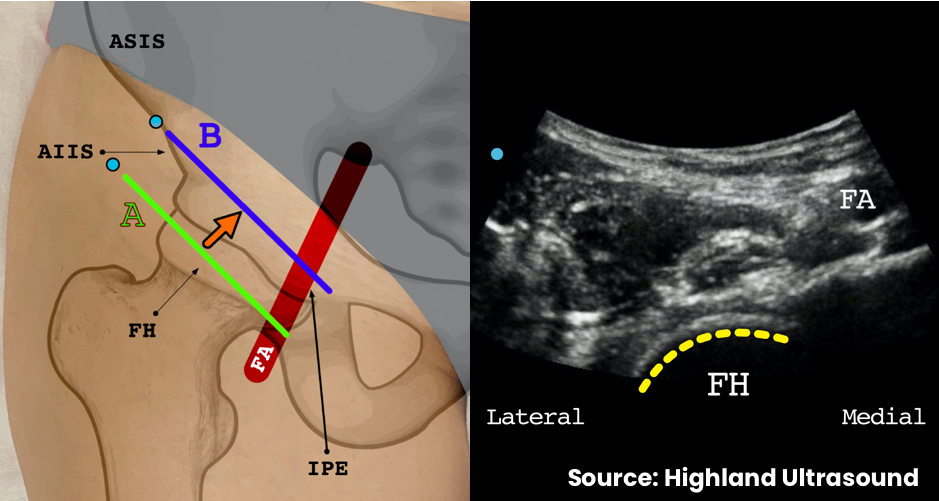 ASIS
B
AIIS
A
FH
FA
IPE
FA
FH
Lateral
Medial
Source: Highland Ultrasound